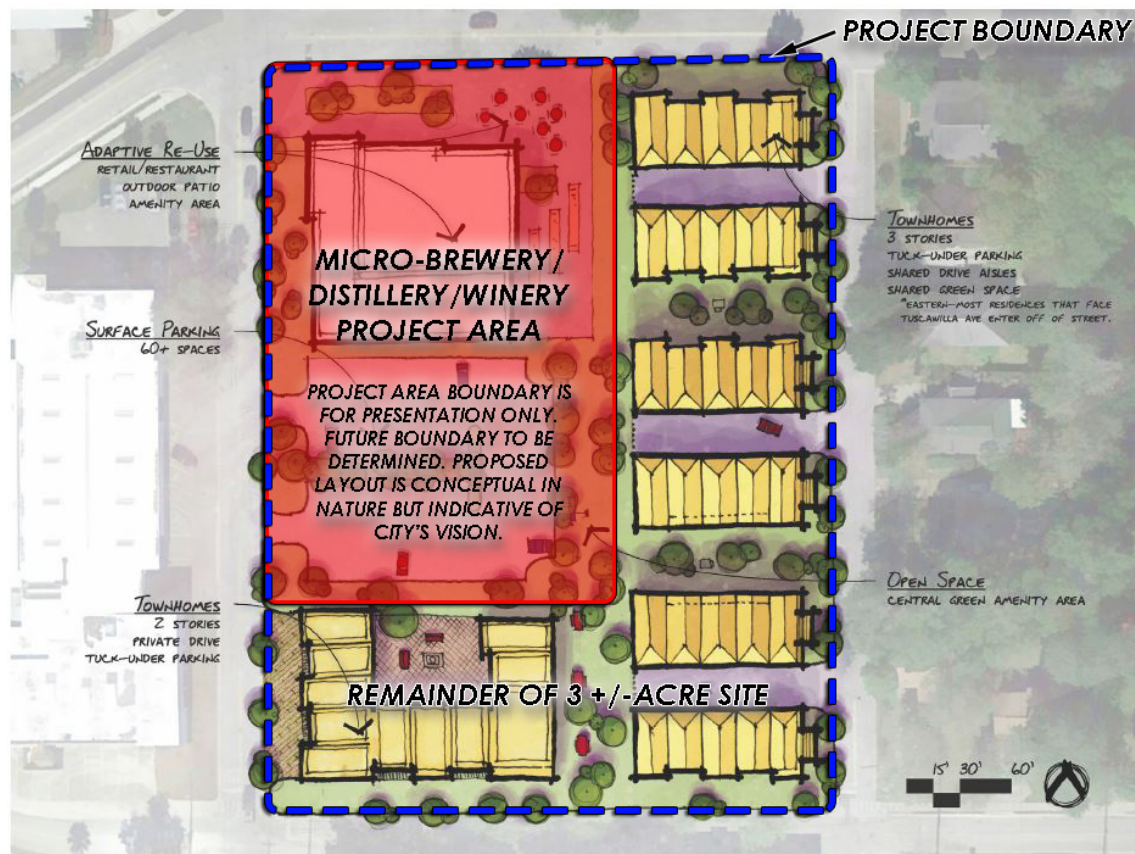 PROJECT BOUNDARY
ADAPTIVE RE-USE
RETAIL/RESTAURANT
OUTDOOR PATIO
AMENITY AREA
SURFACE PARKING
60+ SPACES
MICRO-BREWERY/
DISTILLERY/WINERY
PROJECT AREA
PROJECT AREA BOUNDARY IS
FOR PRESENTATION ONLY.
FUTURE BOUNDARY TO BE
DETERMINED. PROPOSED
LAYOUT IS CONCEPTUAL IN
NATURE BUT INDICATIVE OF
CITY'S VISION.
TOWNHOMES
3 STORIES
TUCK-UNDER PARKING
SHARED DRIVE AISLES
SHARED GREEN SPACE
*EASTERN-MOST RESIDENCES THAT FACE
TUSCAWILLA AVE ENTER OFF OF STREET.
TOWNHOMES
2 STORIES
PRIVATE DRIVE
TUCK-UNDER PARKING
OPEN SPACE
CENTRAL GREEN AMENITY AREA
REMAINDER OF 3 +/-ACRE SITE
15' 30' 60'